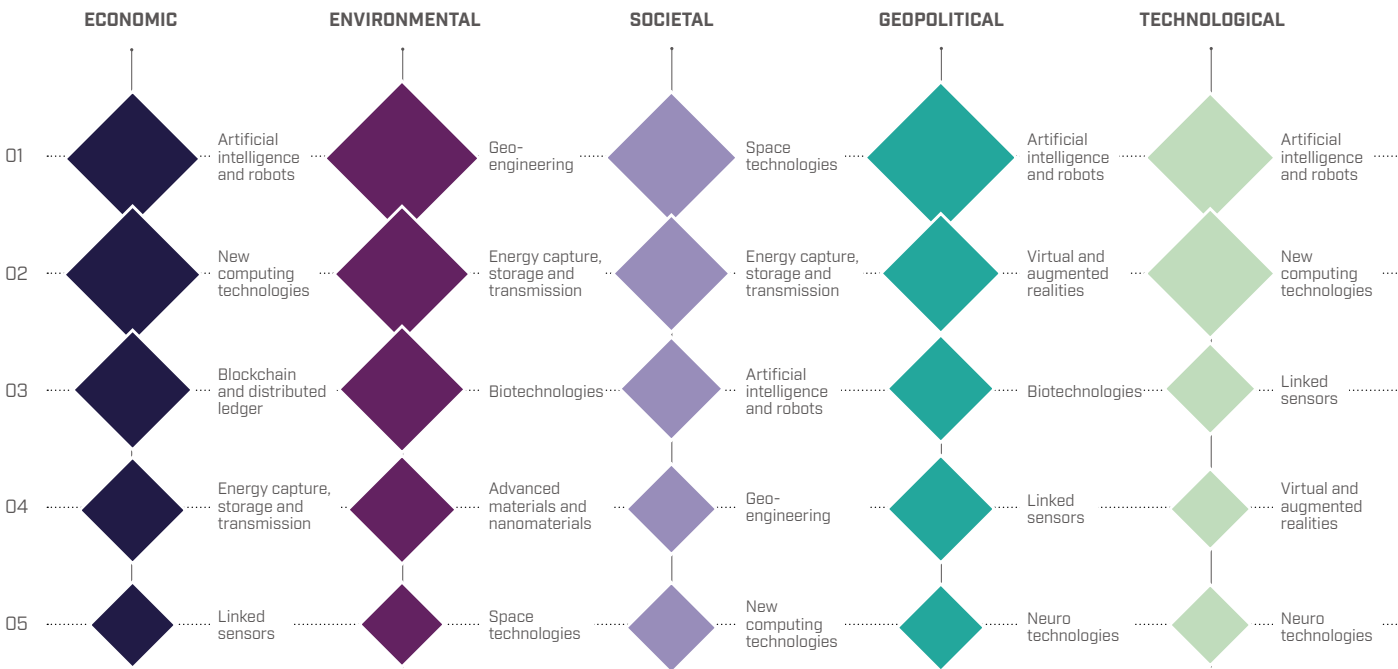 ECONOMIC ENVIRONMENTAL SOCIETAL GEOPOLITICAL TECHNOLOGICAL
01
Artificial
intelligence
and robots
Geo-
engineering
Space
technologies
Artificial
intelligence
and robots
Artificial
intelligence
and robots
02
New
computing
technologies
Energy capture,
storage and
transmission
Energy capture,
storage and
transmission
Virtual and
augmented
realities
New
computing
technologies
03
Blockchain
and distributed
ledger
Biotechnologies
Artificial
intelligence
and robots
Biotechnologies
Linked
sensors
04
Energy capture,
storage and
transmission
Advanced
materials and
nanomaterials
Geo-
engineering
Linked
sensors
Virtual and
augmented
realities
05
Linked
sensors
Space
technologies
New
computing
technologies
Neuro
technologies
Neuro
technologies